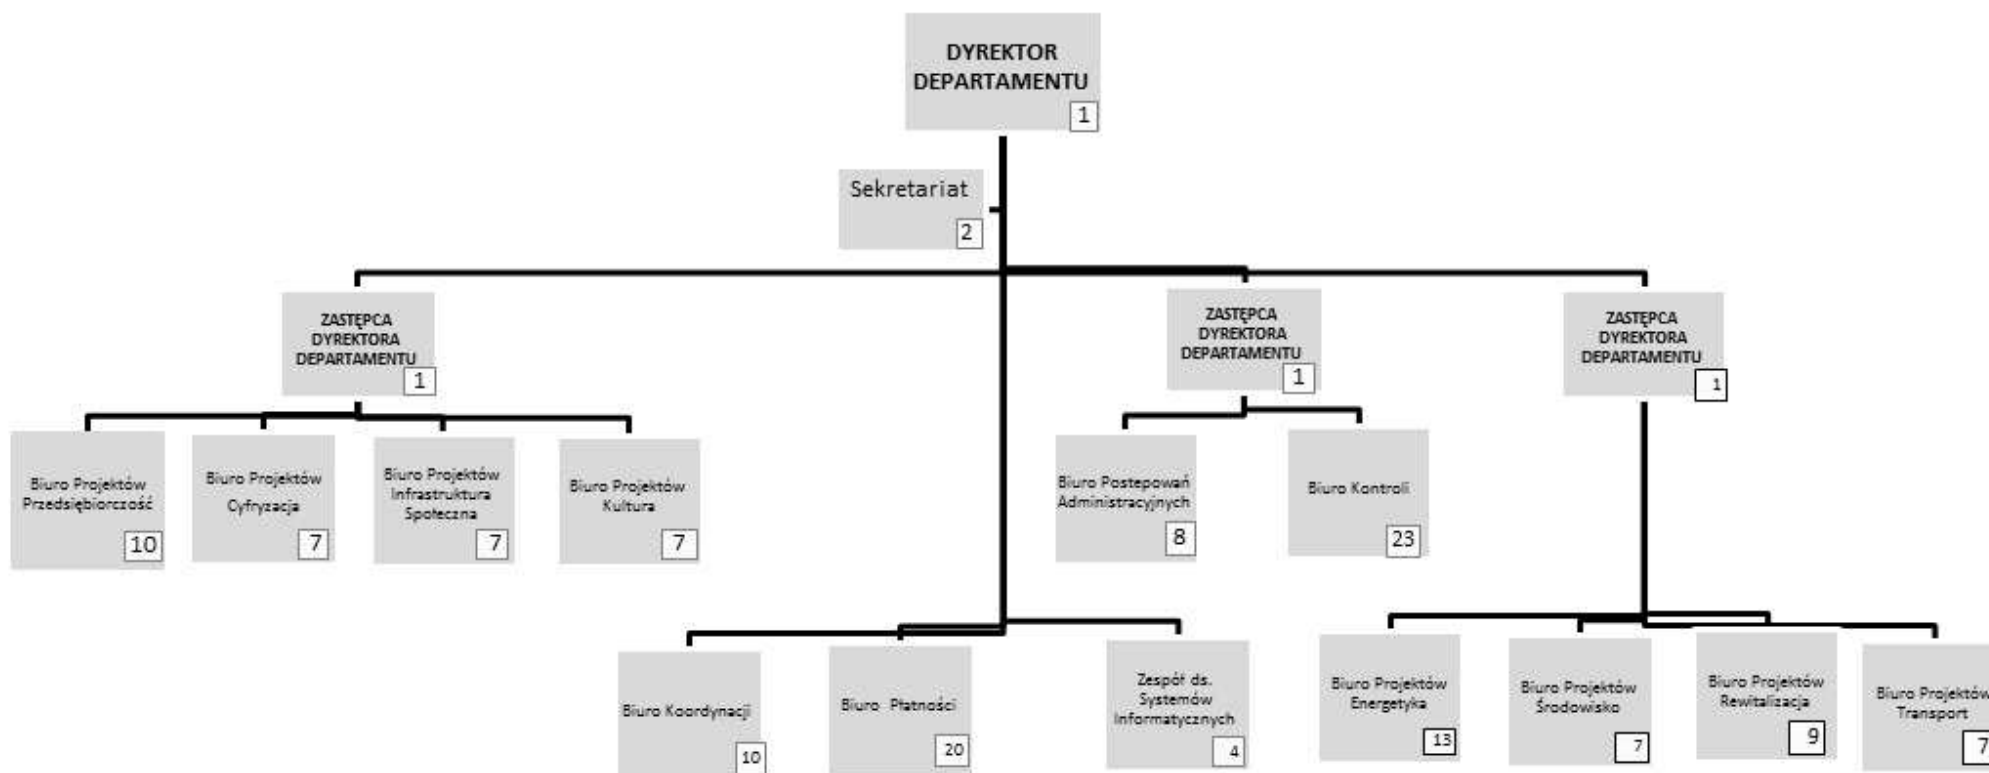 DYREKTOR
DEPARTAMENTU
1
Sekretariat
2
ZASTĘPCA
DYREKTORA
DEPARTAMENTU
1
ZASTĘPCA
DYREKTORA
DEPARTAMENTU
1
ZASTĘPCA
DYREKTORA
DEPARTAMENTU
1
Biuro Projektów
Przedsiębiorczość
10
Biuro Projektów
Cyfryzacja
7
Biuro Projektów
Infrastruktura
Społeczna
7
Biuro Projektów
Kultura
7
Biuro Postepowań
Administracyjnych
8
Biuro Kontroli
23
Biuro Koordynacji
10
Biuro Płatności
20
Zespół ds.
Systemów
Informatycznych
4
Biuro Projektów
Energetyka
13
Biuro Projektów
Środowisko
7
Biuro Projektów
Rewitalizacja
9
Biuro Projektów
Transport
7